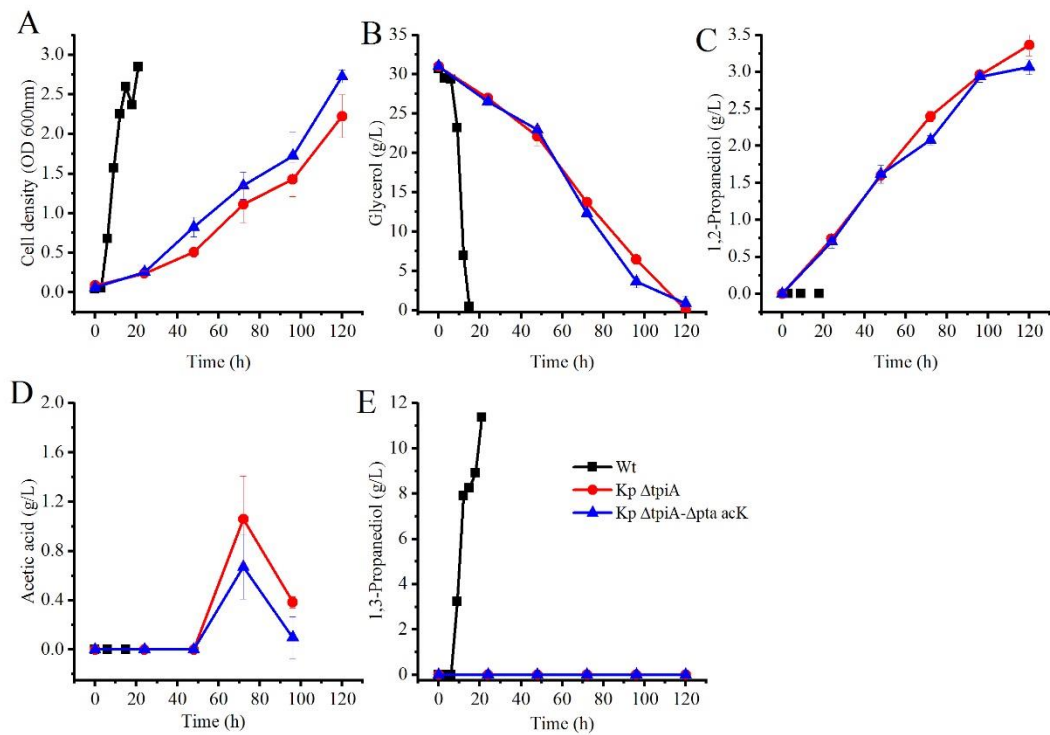 A
Cell density (OD 600nm)
3.0
2.5
2.0
1.5
1.0
0.5
0.0
0 20 40 60 80 100 120
Time (h)
B
Glycerol (g/L)
35
30
25
20
15
10
5
0
0 20 40 60 80 100 120
Time (h)
C
1,2-Propanediol (g/L)
3.5
3.0
2.5
2.0
1.5
1.0
0.5
0.0
0 20 40 60 80 100 120
Time (h)
D
Acetic acid (g/L)
2.0
1.6
1.2
0.8
0.4
0.0
0 20 40 60 80 100 120
Time (h)
E
1,3-Propanediol (g/L)
12
10
8
6
4
2
0
0 20 40 60 80 100 120
Time (h)
Wt
Kp ΔtpiA
Kp ΔtpiA-Δpta acK